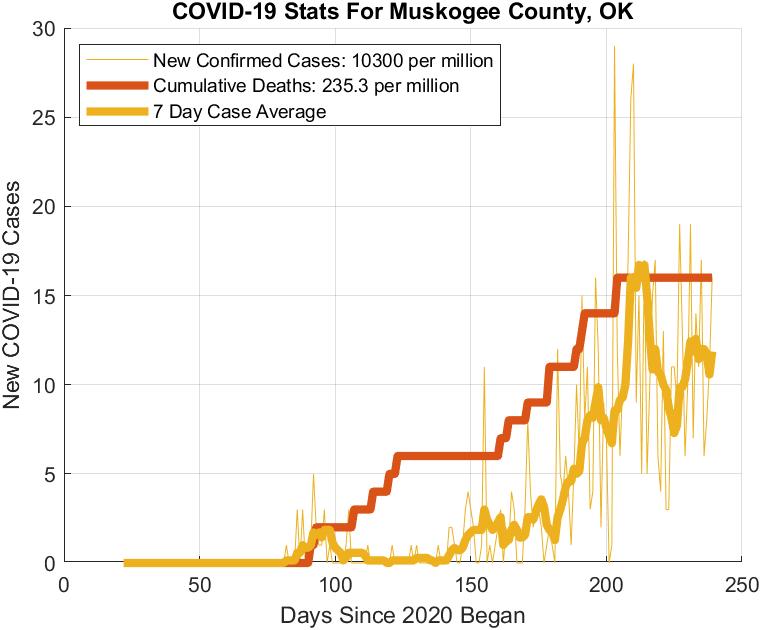 COVID-19 Stats For Muskogee County, OK
New Confirmed Cases: 10300 per million
Cumulative Deaths: 235.3 per million
7 Day Case Average
New COVID-19 Cases
30
25
20
15
10
5
0
0 50 100 150 200 250
Days Since 2020 Began